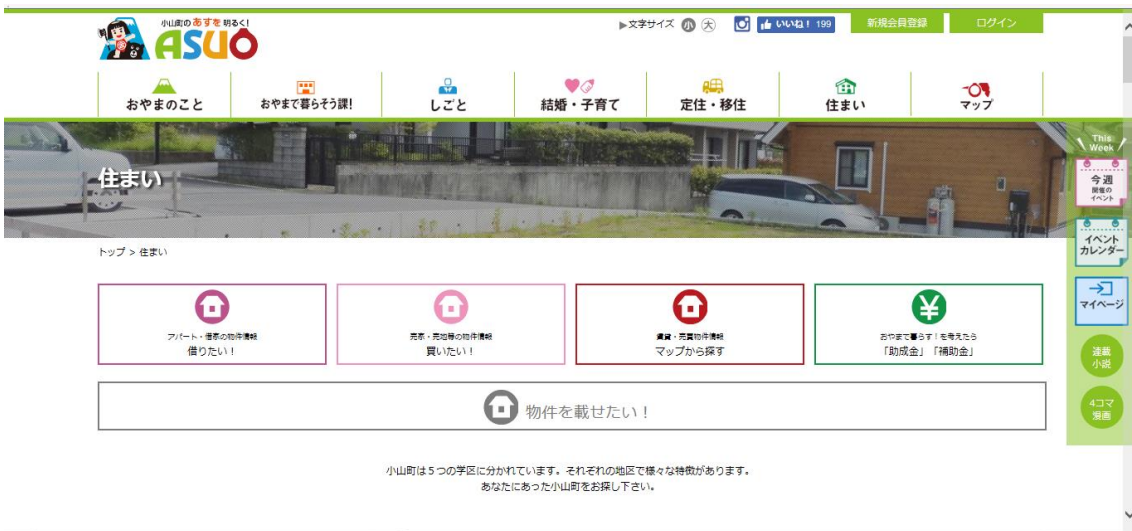 小山町のあすを明るく!
ASUO
▶文字サイズ 小 大
いいね! 199
新規会員登録
ログイン
おやまのこと
おやまで暮らそう課!
しごと
結婚・子育て
定住・移住
住まい
マップ
住まい
This Week
今週
開催の
イベント
イベント
カレンダー
マイページ
連載
小説
4コマ
漫画
トップ > 住まい
アパート・借家の物件情報
借りたい!
売家・売地等の物件情報
買いたい!
賃貸・売買物件情報
マップから探す
¥
おやまで暮らす!を考えたら
「助成金」「補助金」
物件を載せたい!
小山町は5つの学区に分かれています。それぞれの地区で様々な特徴があります。
あなたにあった小山町をお探し下さい。